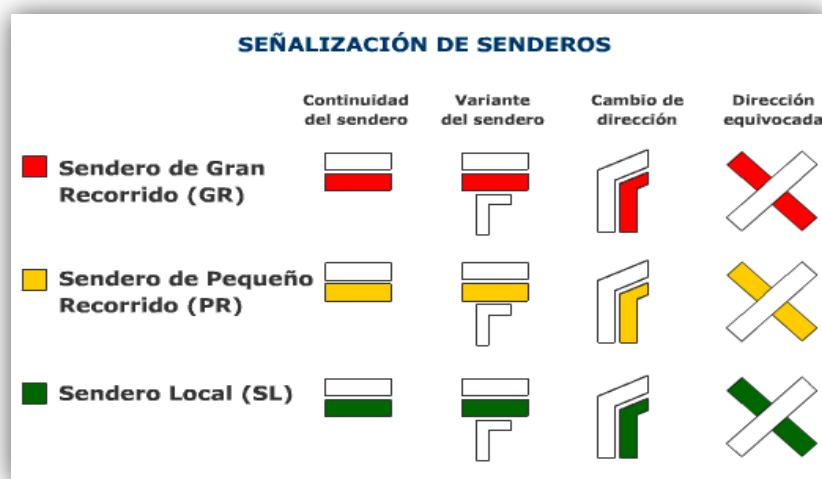 SEÑALIZACIÓN DE SENDEROS
Continuidad
del sendero
Variante
del sendero
Cambio de
dirección
Dirección
equivocada
Sendero de Gran
Recorrido (GR)
Sendero de Pequeño
Recorrido (PR)
Sendero Local (SL)